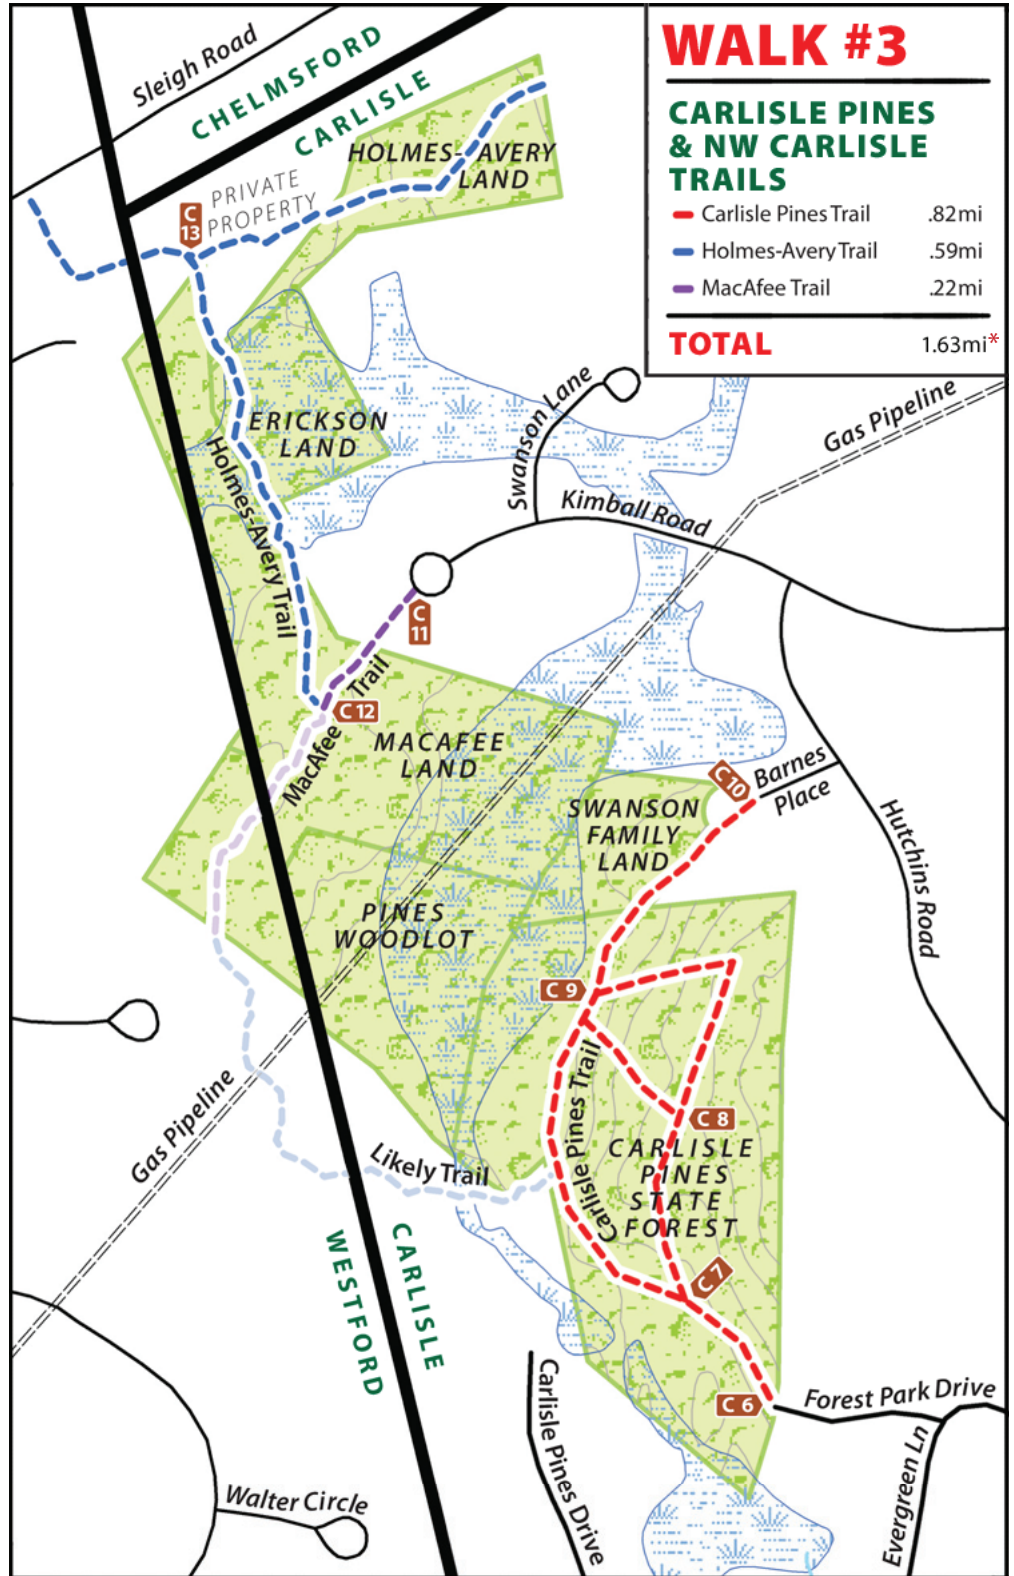 WALK #3
CARLISLE PINES
& NW CARLISLE
TRAILS
Carlisle Pines Trail .82mi
Holmes-Avery Trail .59mi
MacAfee Trail .22mi
TOTAL 1.63mi*
Sleigh Road
CHELMSFORD
CARLISLE
HOLMES-AVERY
LAND
PRIVATE
PROPERTY
C
13
ERICKSON
LAND
Holmes-Avery Trail
Swanson Lane
Gas Pipeline
Kimball Road
C
11
C 12
MacAfee Trail
MACAFEE
LAND
SWANSON
FAMILY
LAND
C10
Barnes
Place
Hutchins Road
PINES
WOODLOT
C 9
Carlisle Pines Trail
C 8
CARLISLE
PINES
STATE
FOREST
Gas Pipeline
Likely Trail
WESTFORD
CARLISLE
C 7
C 6
Forest Park Drive
Evergreen Ln
Carlisle Pines Drive
Walter Circle